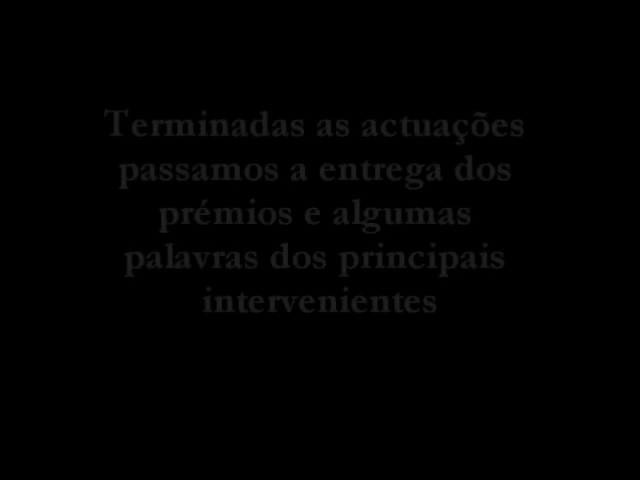 Terminadas as actuações
passamos a entrega dos
prémios e algumas
palavras dos principais
intervenientes